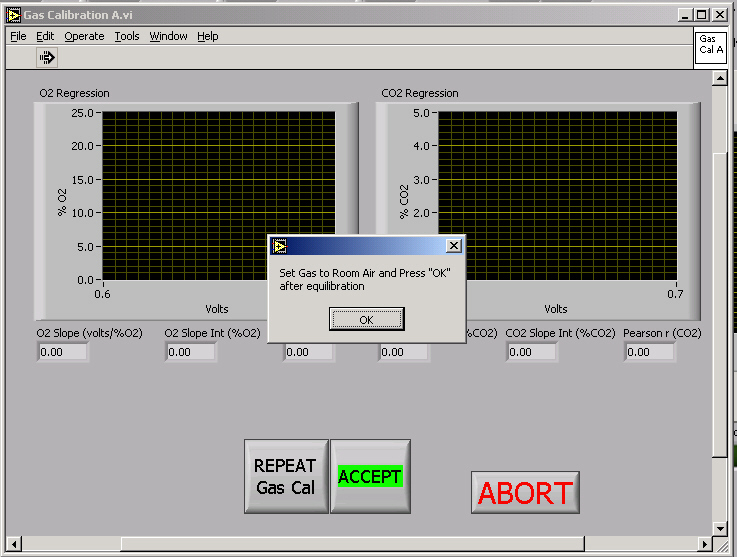 Gas Calibration A.vi
File Edit Operate Tools Window Help
Gas
Cal A
O2 Regression
25.0
20.0
15.0
10.0
5.0
0.0
% O2
0.6
Volts
CO2 Regression
5.0
4.0
3.0
2.0
% CO2
0.7
Volts
Set Gas to Room Air and Press "OK"
after equilibration
OK
O2 Slope (volts/%O2)
0.00
O2 Slope Int (%O2)
0.00
0.00
%CO2)
0.00
CO2 Slope Int (%CO2)
0.00
Pearson r (CO2)
0.00
REPEAT
Gas Cal
ACCEPT
ABORT